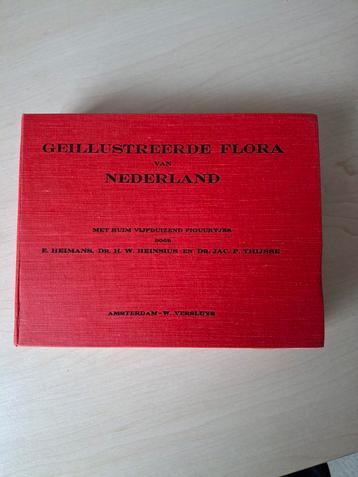 GEILLUSTREERDE FLORA
VAN
NEDERLAND
MET RUIM VIJFDUIZEND FIGUURTJES
DOOR
E. HEIMANS, DR. H. W. HEINSIUS EN DR. JAC. P. THIJSSE
AMSTERDAM–W. VERSLUYS